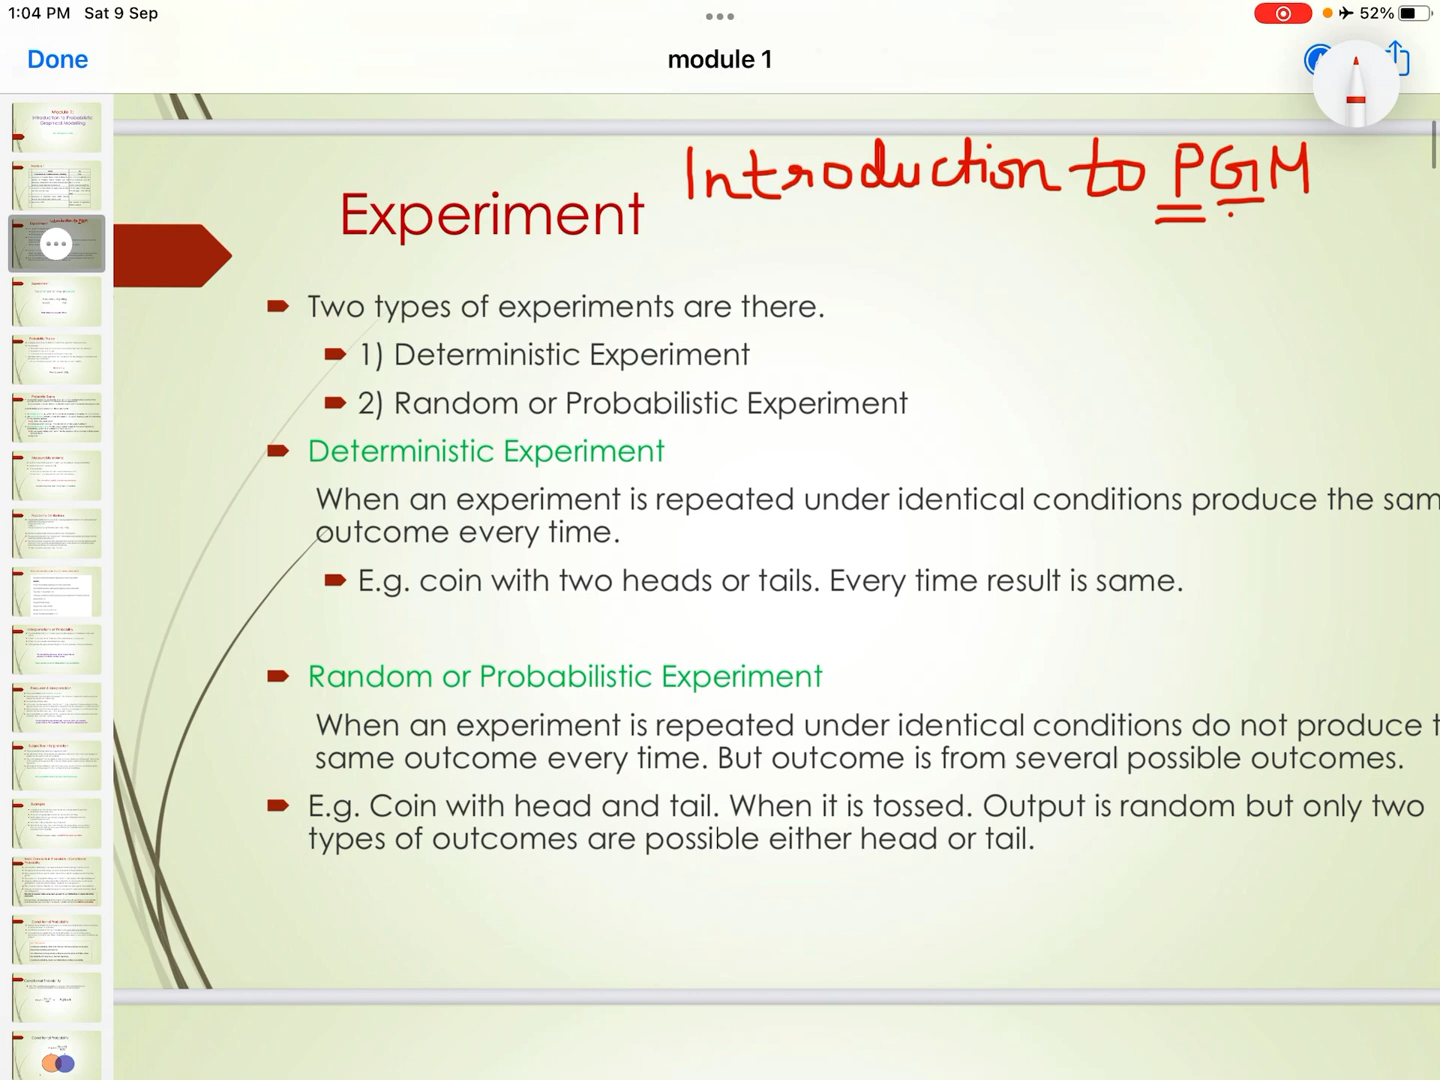 1:04 PM Sat 9 Sep
52%
Done
module 1
Introduction to PGM
Experiment
Two types of experiments are there.
1) Deterministic Experiment
2) Random or Probabilistic Experiment
Deterministic Experiment
When an experiment is repeated under identical conditions produce the sam
outcome every time.
E.g. coin with two heads or tails. Every time result is same.
Random or Probabilistic Experiment
When an experiment is repeated under identical conditions do not produce t
same outcome every time. But outcome is from several possible outcomes.
E.g. Coin with head and tail. When it is tossed. Output is random but only two
types of outcomes are possible either head or tail.